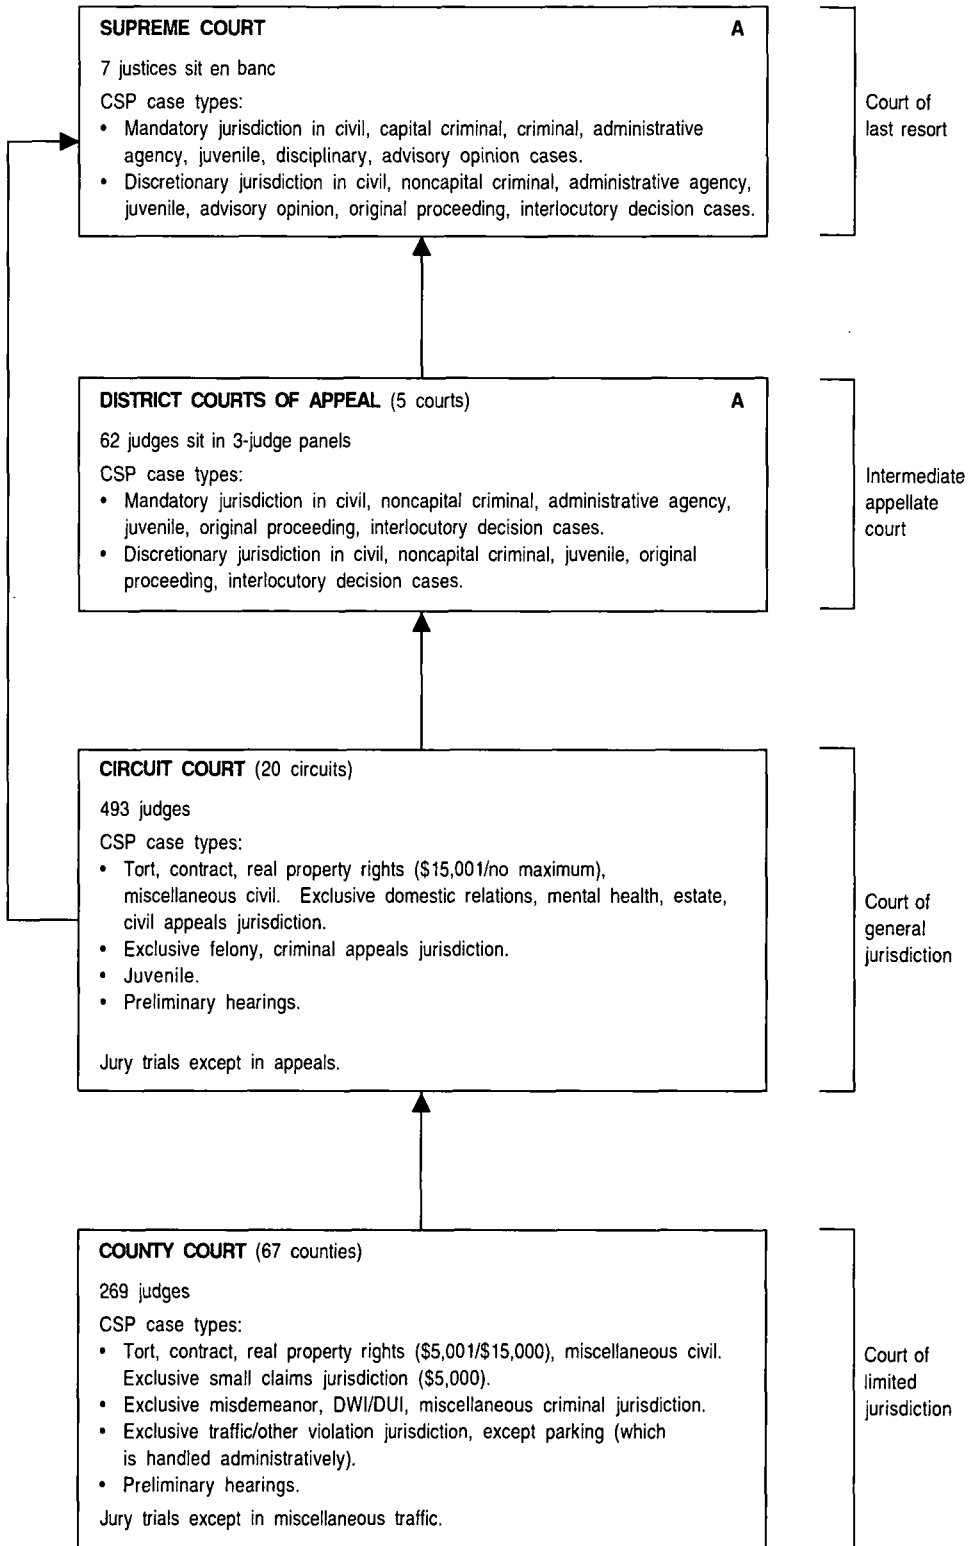 SUPREME COURT A
7 justices sit en banc
CSP case types:
• Mandatory jurisdiction in civil, capital criminal, criminal, administrative
agency, juvenile, disciplinary, advisory opinion cases.
• Discretionary jurisdiction in civil, noncapital criminal, administrative agency,
juvenile, advisory opinion, original proceeding, interlocutory decision cases.
Court of
last resort
DISTRICT COURTS OF APPEAL (5 courts) A
62 judges sit in 3-judge panels
CSP case types:
• Mandatory jurisdiction in civil, noncapital criminal, administrative agency,
juvenile, original proceeding, interlocutory decision cases.
• Discretionary jurisdiction in civil, noncapital criminal, juvenile, original
proceeding, interlocutory decision cases.
Intermediate
appellate
court
CIRCUIT COURT (20 circuits)
493 judges
CSP case types:
• Tort, contract, real property rights ($15,001/no maximum),
miscellaneous civil. Exclusive domestic relations, mental health, estate,
civil appeals jurisdiction.
• Exclusive felony, criminal appeals jurisdiction.
• Juvenile.
• Preliminary hearings.
Jury trials except in appeals.
Court of
general
jurisdiction
COUNTY COURT (67 counties)
269 judges
CSP case types:
• Tort, contract, real property rights ($5,001/$15,000), miscellaneous civil.
Exclusive small claims jurisdiction ($5,000).
• Exclusive misdemeanor, DWI/DUI, miscellaneous criminal jurisdiction.
• Exclusive traffic/other violation jurisdiction, except parking (which
is handled administratively).
• Preliminary hearings.
Jury trials except in miscellaneous traffic.
Court of
limited
jurisdiction